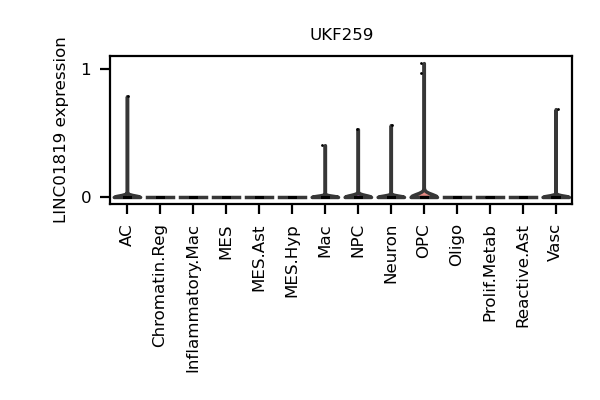 UKF259
LINC01819 expression
1
0
AC
Chromatin.Reg
Inflammatory.Mac
MES
MES.Ast
MES.Hyp
Mac
NPC
Neuron
OPC
Oligo
Prolif.Metab
Reactive.Ast
Vasc